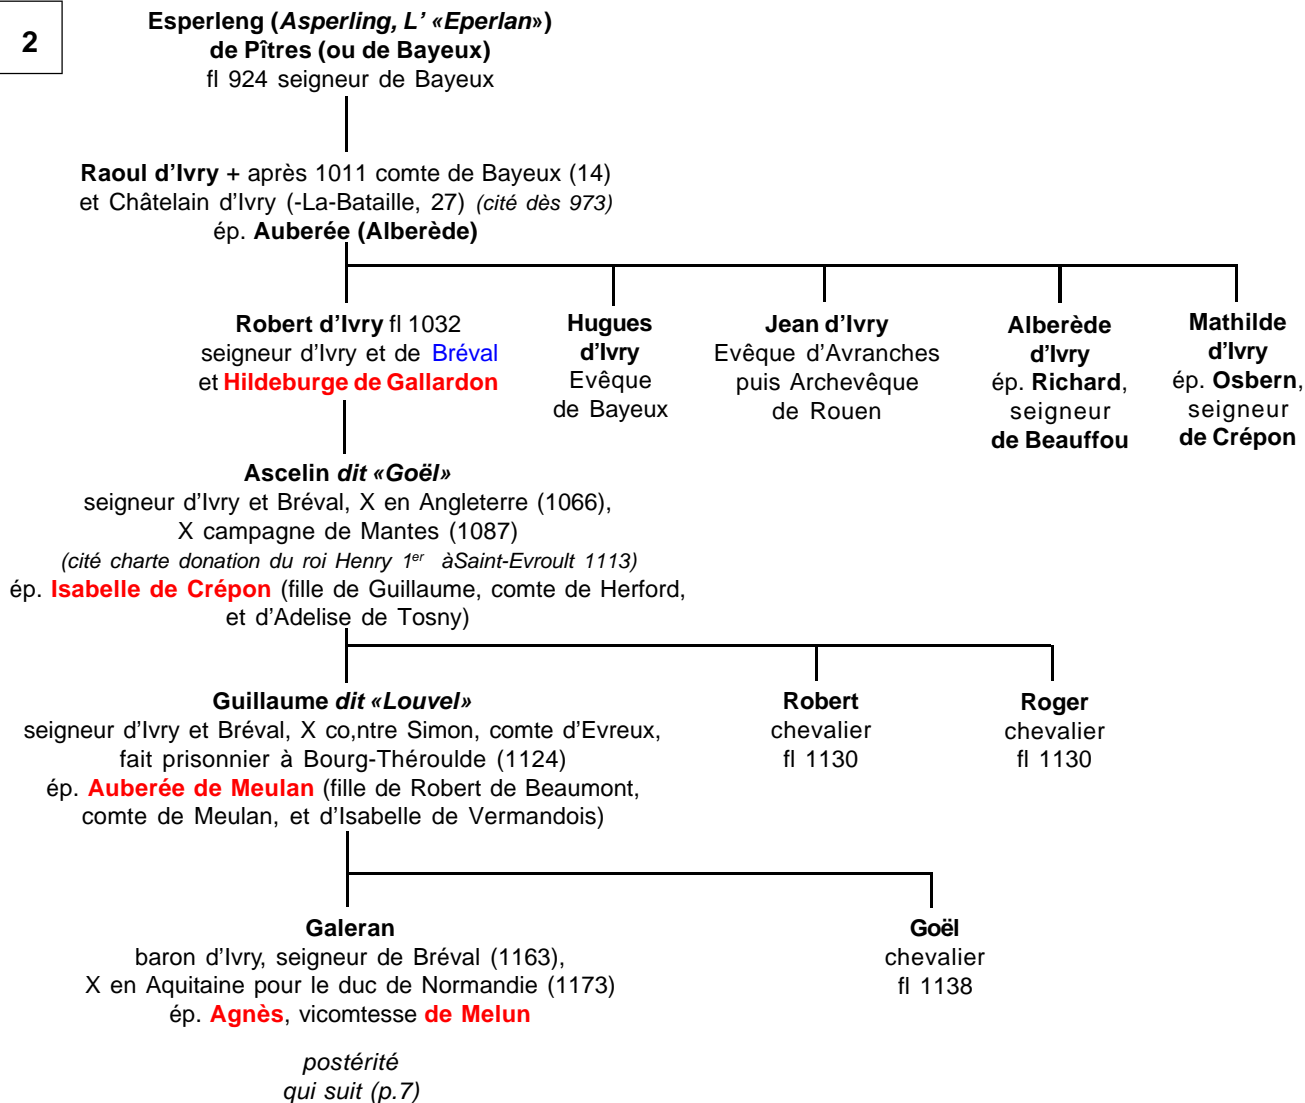 2
Esperleng (Asperling, L' «Eperlan»)
de Pîtres (ou de Bayeux)
fl 924 seigneur de Bayeux
Raoul d'Ivry + après 1011 comte de Bayeux (14)
et Châtelain d'Ivry (-La-Bataille, 27) (cité dès 973)
ép. Auberée (Alberède)
Robert d'Ivry fl 1032
seigneur d'Ivry et de Bréval
et Hildeburge de Gallardon
Hugues
d'Ivry
Evêque
de Bayeux
Jean d'Ivry
Evêque d'Avranches
puis Archevêque
de Rouen
Alberède
d'Ivry
ép. Richard,
seigneur
de Beauffou
Mathilde
d'Ivry
ép. Osbern,
seigneur
de Crépon
Ascelin dit «Goël»
seigneur d'Ivry et Bréval, X en Angleterre (1066),
X campagne de Mantes (1087)
(cité charte donation du roi Henry 1er àSaint-Evroult 1113)
ép. Isabelle de Crépon (fille de Guillaume, comte de Herford,
et d'Adelise de Tosny)
Guillaume dit «Louvel»
seigneur d'Ivry et Bréval, X co,ntre Simon, comte d'Evreux,
fait prisonnier à Bourg-Théroulde (1124)
ép. Auberée de Meulan (fille de Robert de Beaumont,
comte de Meulan, et d'Isabelle de Vermandois)
Robert
chevalier
fl 1130
Roger
chevalier
fl 1130
Galeran
baron d'Ivry, seigneur de Bréval (1163),
X en Aquitaine pour le duc de Normandie (1173)
ép. Agnès, vicomtesse de Melun
Goël
chevalier
fl 1138
postérité
qui suit (p.7)